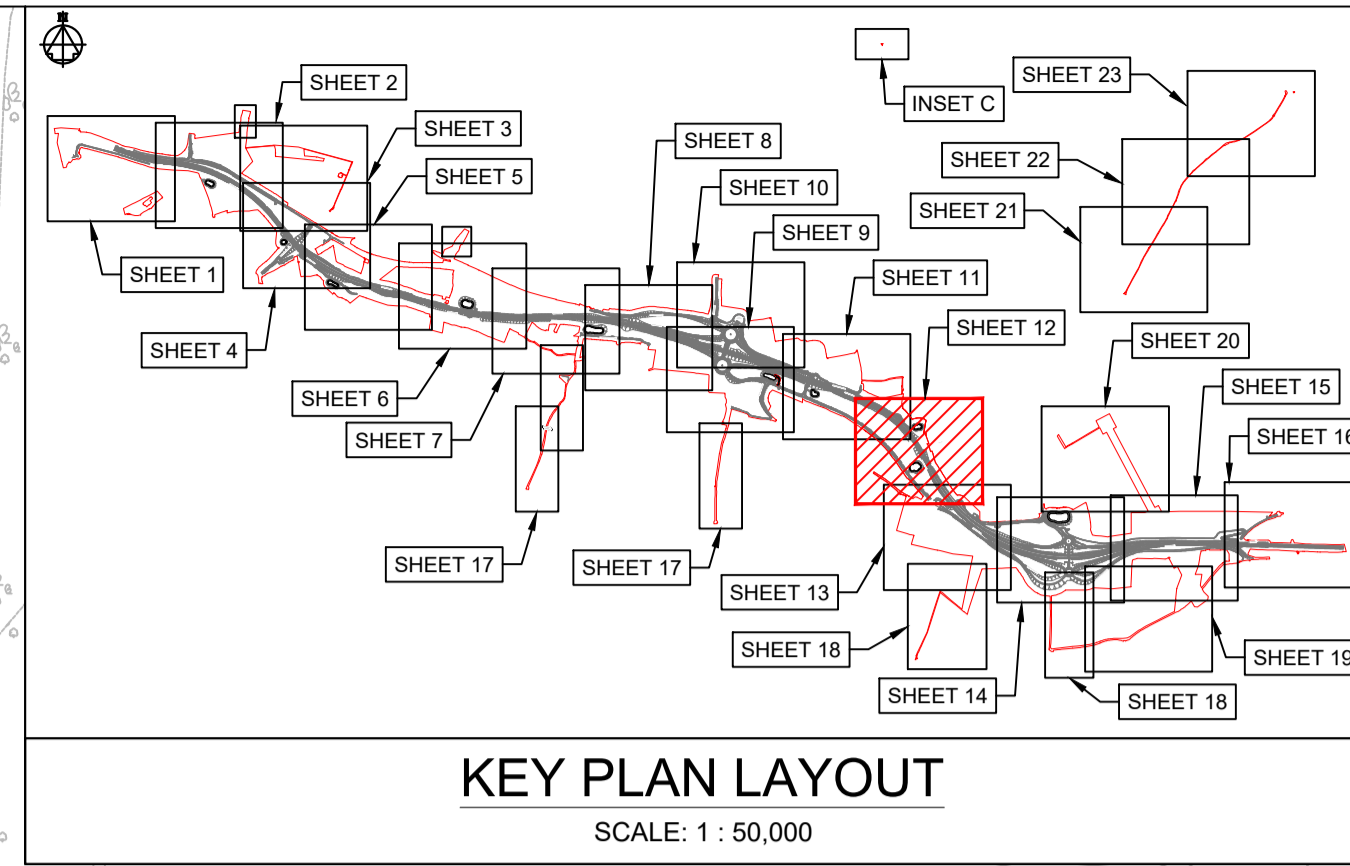 N
SHEET 2
SHEET 3
SHEET 5
SHEET 1
SHEET 4
SHEET 6
SHEET 7
SHEET 8
SHEET 10
SHEET 9
SHEET 11
SHEET 12
INSET C
SHEET 23
SHEET 22
SHEET 21
SHEET 20
SHEET 15
SHEET 16
SHEET 17
SHEET 17
SHEET 13
SHEET 18
SHEET 14
SHEET 18
SHEET 19
KEY PLAN LAYOUT
SCALE: 1 : 50,000